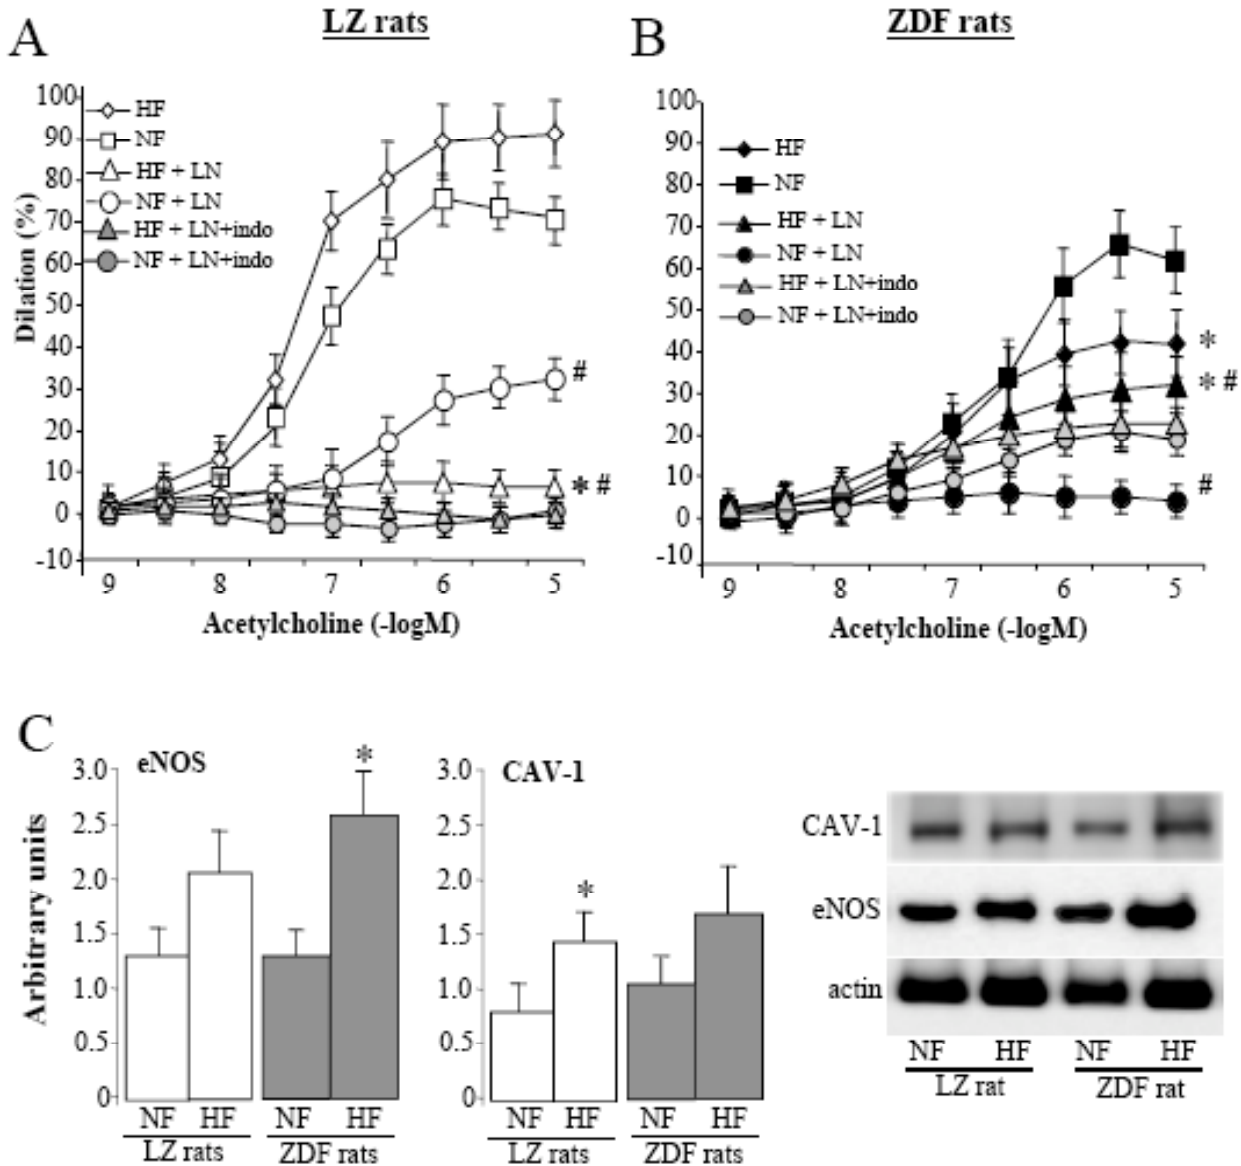 A
LZ rats
B
ZDF rats
Dilation (%)
100
90
80
70
60
50
40
30
20
10
0
-10
HF
NF
HF + LN
NF + LN
HF + LN+indo
NF + LN+indo
#
* #
9 8 7 6 5
Acetylcholine (-logM)
100
90
80
70
60
50
40
30
20
10
0
-10
HF
NF
HF + LN
NF + LN
HF + LN+indo
NF + LN+indo
*
* #
#
9 8 7 6 5
Acetylcholine (-logM)
C
Arbitrary units
eNOS
3.0
2.5
2.0
1.5
1.0
0.5
0
*
NF HF NF HF
LZ rats ZDF rats
CAV-1
3.0
2.5
2.0
1.5
1.0
0.5
0
*
NF HF NF HF
LZ rats ZDF rats
CAV-1
eNOS
actin
NF HF NF HF
LZ rat ZDF rat